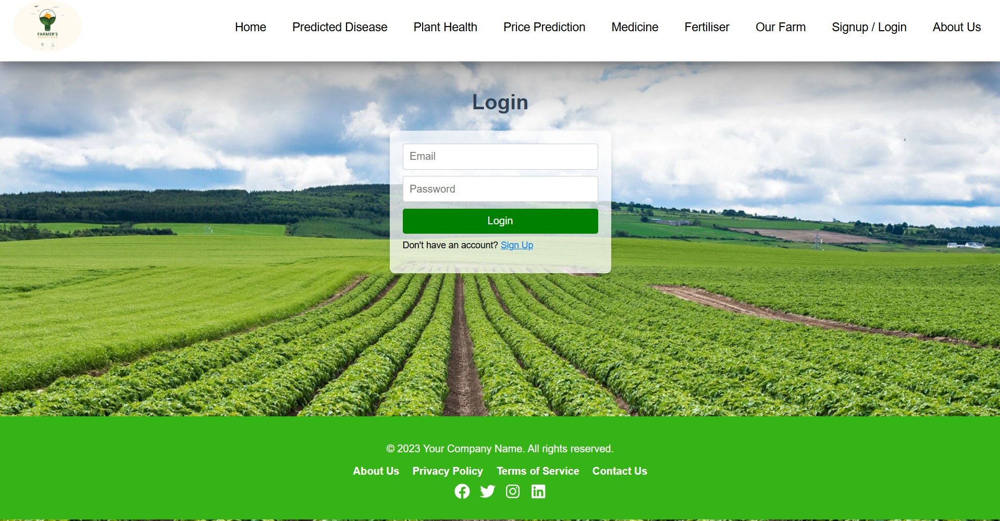 FARMER'S
SOLUTIONS
Home Predicted Disease Plant Health Price Prediction Medicine Fertiliser Our Farm Signup / Login About Us
Login
Email
Password
Login
Don't have an account? Sign Up
© 2023 Your Company Name. All rights reserved.
About Us Privacy Policy Terms of Service Contact Us